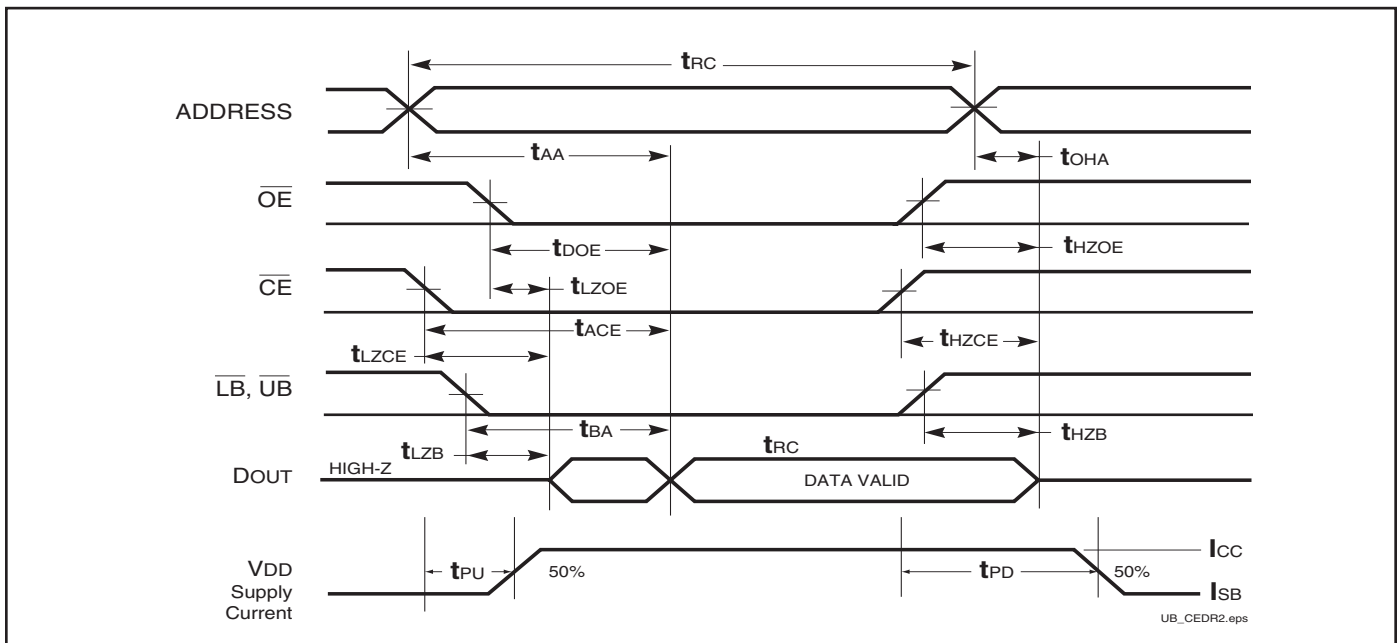 tRC
ADDRESS
tAA
tOHA
OE
tDOE
tHZOE
CE
tLZOE
tACE
tHZCE
tLZCE
LB, UB
tBA
tHZB
tLZB
tRC
DOUT
HIGH-Z
DATA VALID
ICC
VDD
Supply
Current
tPU
50%
tPD
50%
ISB
UB_CEDR2.eps